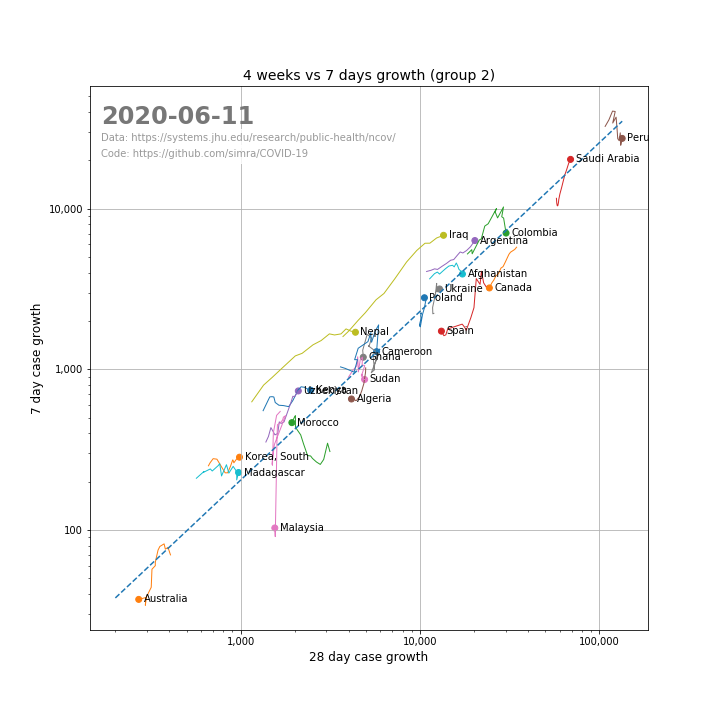 4 weeks vs 7 days growth (group 2)
2020-06-11
Data: https://systems.jhu.edu/research/public-health/ncov/
Code: https://github.com/simra/COVID-19
Peru
Saudi Arabia
10,000
Iraq
Colombia
Argentina
Afghanistan
Ukraine
Canada
Poland
Nepal
Spain
Cameroon
Ghana
1,000
Sudan
Kenya
Uzbekistan
Algeria
Morocco
Korea, South
Madagascar
100
Malaysia
Australia
7 day case growth
1,000
10,000
100,000
28 day case growth